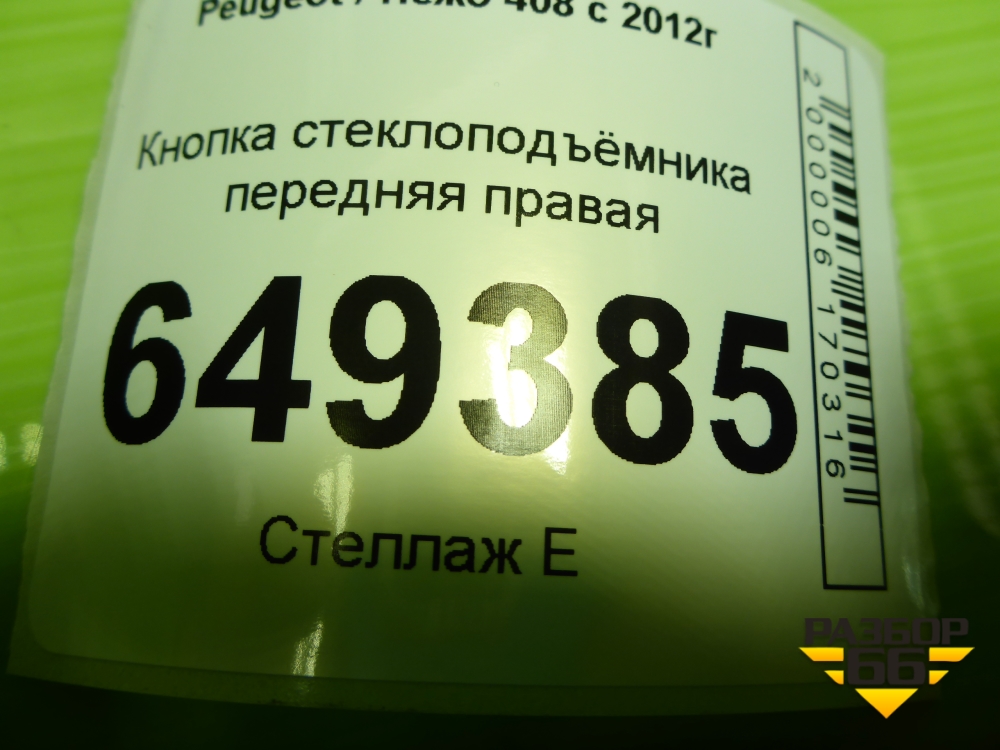 Peugeot / Пежо 408 с 2012г
Кнопка стеклоподъёмника
передняя правая
649385
Стеллаж Е
2000006170316
РАЗБОР
66